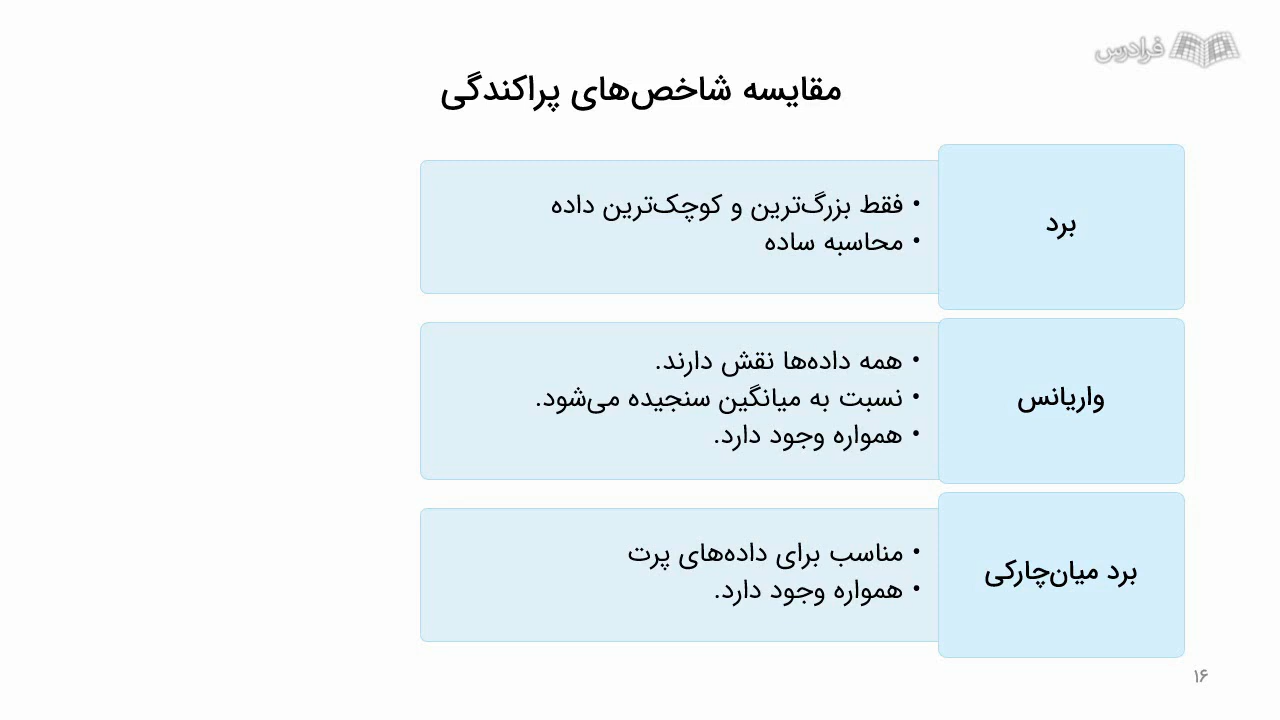 فرادرس
مقایسه شاخص‌های پراکندگی
برد
• فقط بزرگ‌ترین و کوچک‌ترین داده
• محاسبه ساده
واریانس
• همه داده‌ها نقش دارند.
• نسبت به میانگین سنجیده می‌شود.
• همواره وجود دارد.
برد میان‌چارکی
• مناسب برای داده‌های پرت
• همواره وجود دارد.
۱۶